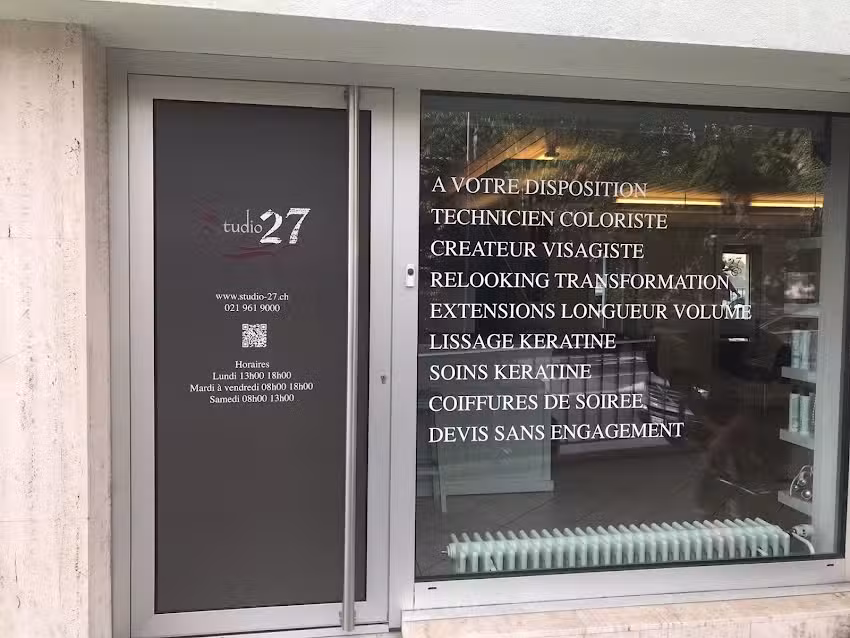 Studio 27
www.studio-27.ch
021 961 9000
Horaires
Lundi 13h00 18h00
Mardi à vendredi 08h00 18h00
Samedi 08h00 13h00
A VOTRE DISPOSITION
TECHNICIEN COLORISTE
CREATEUR VISAGISTE
RELOOKING TRANSFORMATION
EXTENSIONS LONGUEUR VOLUME
LISSAGE KERATINE
SOINS KERATINE
COIFFURES DE SOIREE
DEVIS SANS ENGAGEMENT